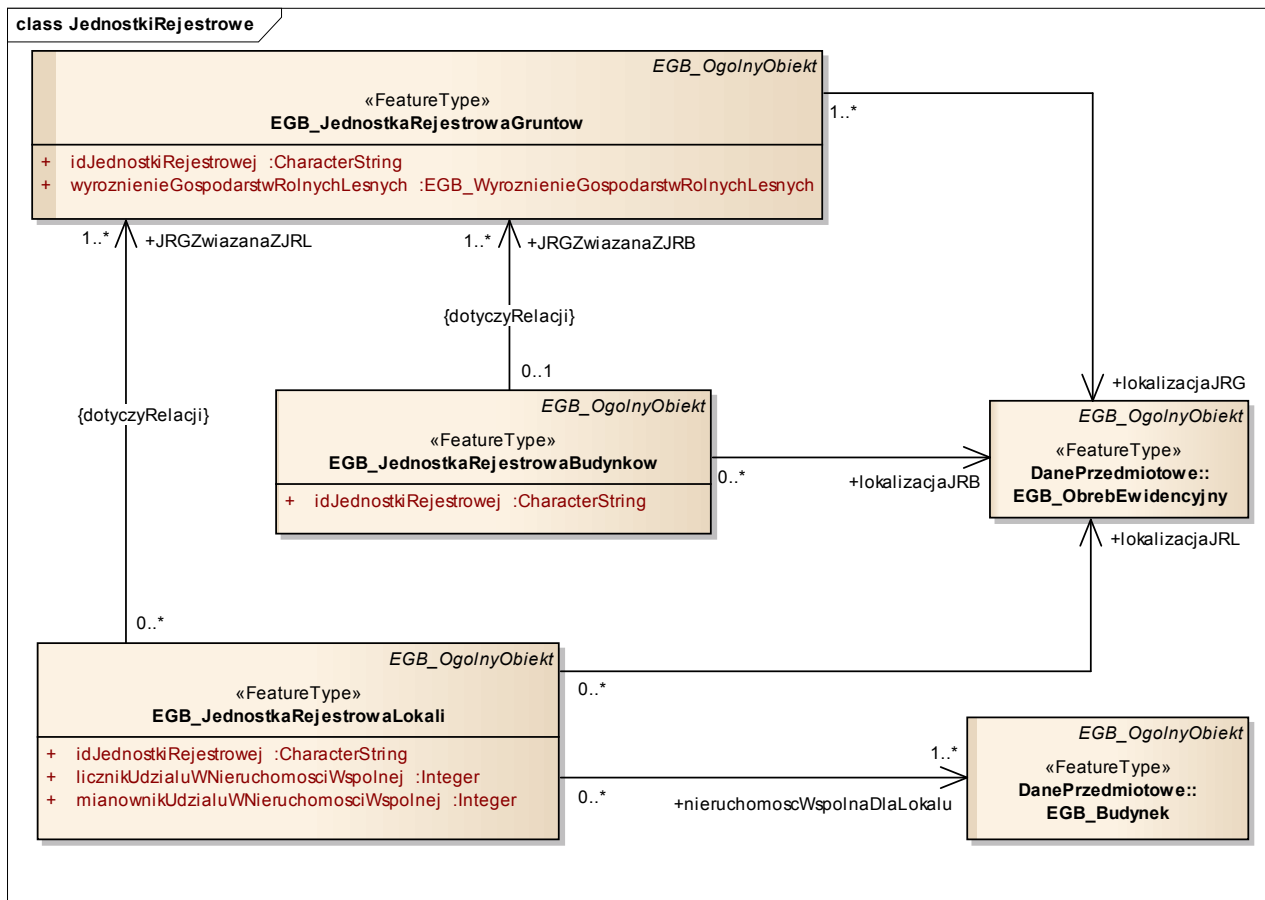 class JednostkiRejestrowe
EGB_OgolnyObiekt
«FeatureType»
EGB_JednostkaRejestrowaGruntow
+ idJednostkiRejestrowej :CharacterString
+ wyroznienieGospodarstwRolnychLesnych :EGB_WyroznienieGospodarstwRolnychLesnych
1..*
1..*
+JRGZwiazanaZJRL
1..*
+JRGZwiazanaZJRB
{dotyczyRelacji}
0..1
+lokalizacjaJRG
{dotyczyRelacji}
EGB_OgolnyObiekt
«FeatureType»
EGB_JednostkaRejestrowaBudynkow
+ idJednostkiRejestrowej :CharacterString
0..*
+lokalizacjaJRB
EGB_OgolnyObiekt
«FeatureType»
DanePrzedmiotowe::
EGB_ObrebEwidencyjny
+lokalizacjaJRL
0..*
EGB_OgolnyObiekt
«FeatureType»
EGB_JednostkaRejestrowaLokali
+ idJednostkiRejestrowej :CharacterString
+ licznikUdzialuWNieruchomosciWspolnej :Integer
+ mianownikUdzialuWNieruchomosciWspolnej :Integer
0..*
0..*
1..*
+nieruchomoscWspolnaDlaLokalu
EGB_OgolnyObiekt
«FeatureType»
DanePrzedmiotowe::
EGB_Budynek